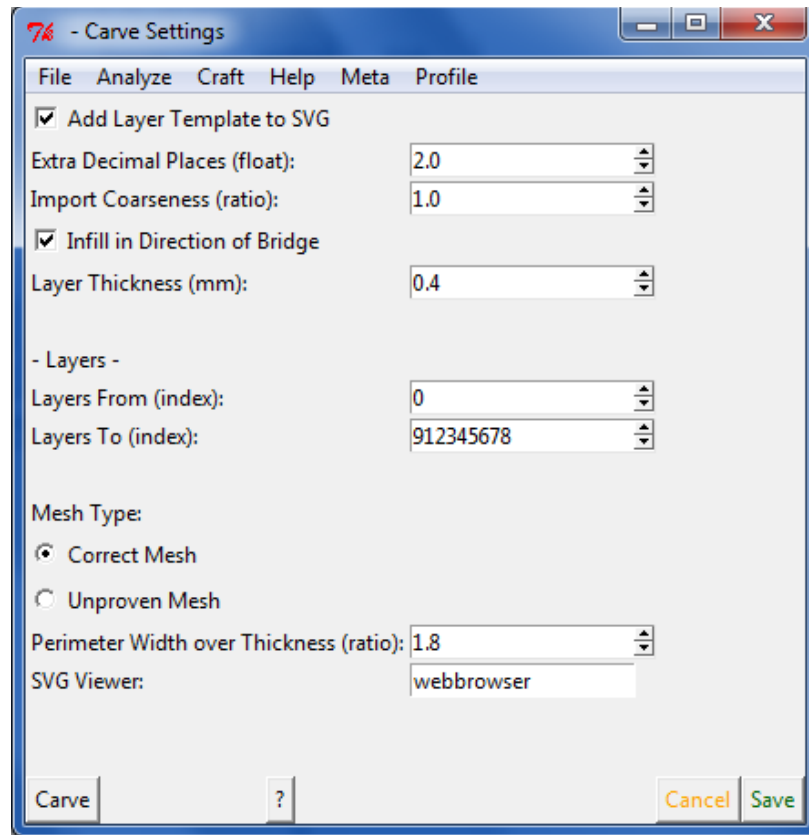 7% - Carve Settings
File Analyze Craft Help Meta Profile
Add Layer Template to SVG
Extra Decimal Places (float): 2.0
Import Coarseness (ratio): 1.0
Infill in Direction of Bridge
Layer Thickness (mm): 0.4
- Layers -
Layers From (index): 0
Layers To (index): 912345678
Mesh Type:
Correct Mesh
Unproven Mesh
Perimeter Width over Thickness (ratio): 1.8
SVG Viewer: webbrowser
Carve ? Cancel Save